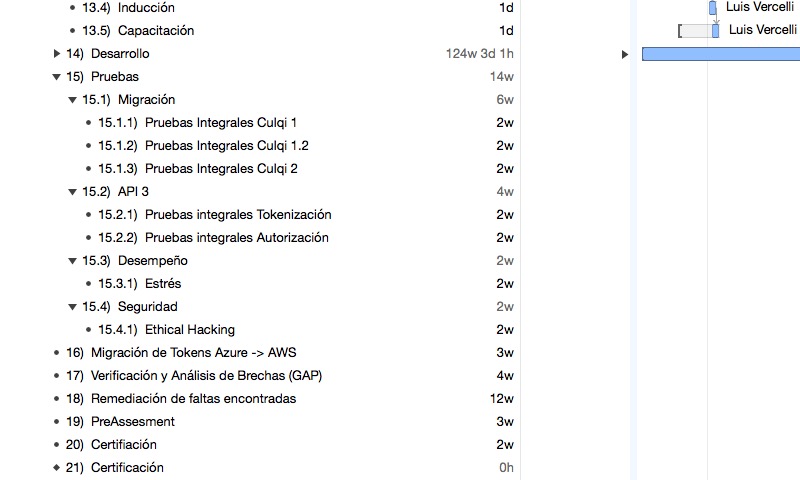 13.4) Inducción 1d Luis Vercelli
13.5) Capacitación 1d Luis Vercelli
14) Desarrollo 124w 3d 1h
15) Pruebas 14w
15.1) Migración 6w
15.1.1) Pruebas Integrales Culqi 1 2w
15.1.2) Pruebas Integrales Culqi 1.2 2w
15.1.3) Pruebas Integrales Culqi 2 2w
15.2) API 3 4w
15.2.1) Pruebas integrales Tokenización 2w
15.2.2) Pruebas integrales Autorización 2w
15.3) Desempeño 2w
15.3.1) Estrés 2w
15.4) Seguridad 2w
15.4.1) Ethical Hacking 2w
16) Migración de Tokens Azure -> AWS 3w
17) Verificación y Análisis de Brechas (GAP) 4w
18) Remediación de faltas encontradas 12w
19) PreAssesment 3w
20) Certifiación 2w
21) Certificación 0h